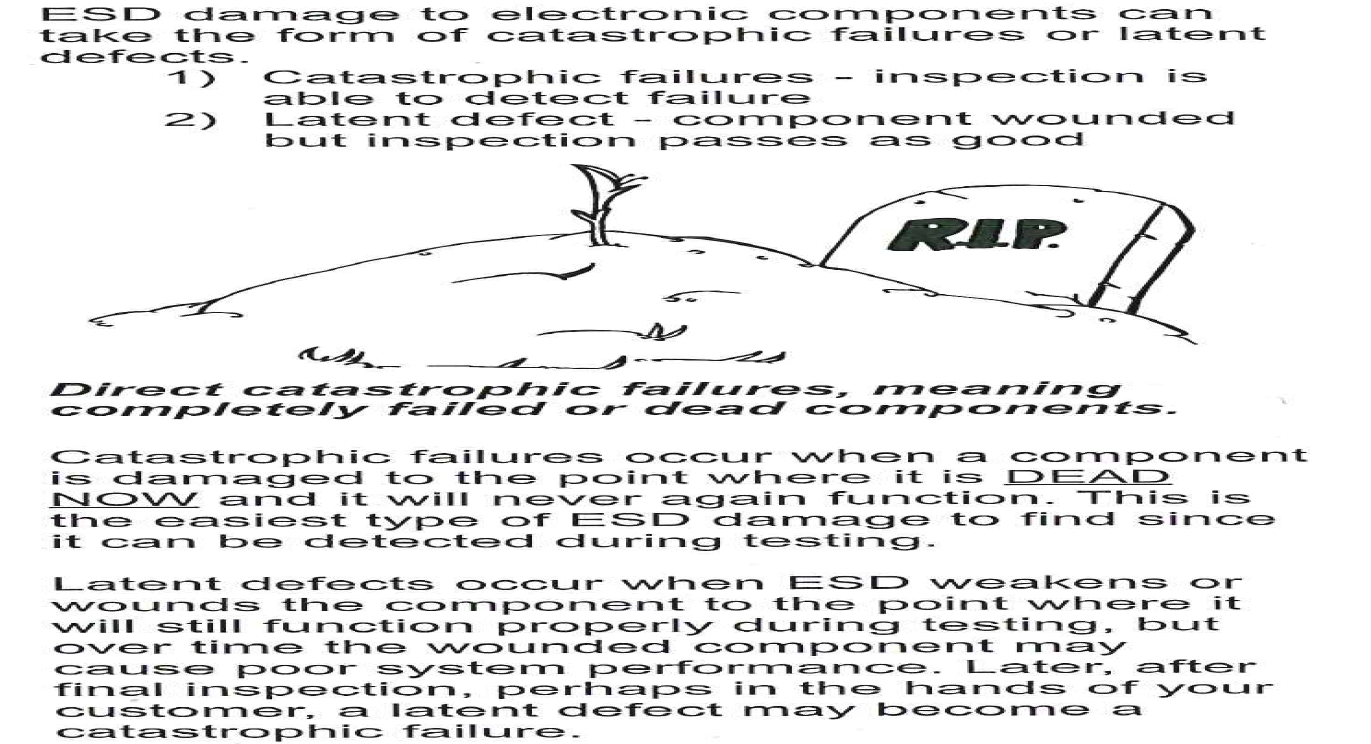 ESD damage to electronic components can
take the form of catastrophic failures or latent
defects.
1) Catastrophic failures - inspection is
able to detect failure
2) Latent defect - component wounded
but inspection passes as good
R.I.P.
Direct catastrophic failures, meaning
completely failed or dead components.
Catastrophic failures occur when a component
is damaged to the point where it is DEAD
NOW and it will never again function. This is
the easiest type of ESD damage to find since
it can be detected during testing.
Latent defects occur when ESD weakens or
wounds the component to the point where it
will still function properly during testing, but
over time the wounded component may
cause poor system performance. Later, after
final inspection, perhaps in the hands of your
customer, a latent defect may become a
catastrophic failure.